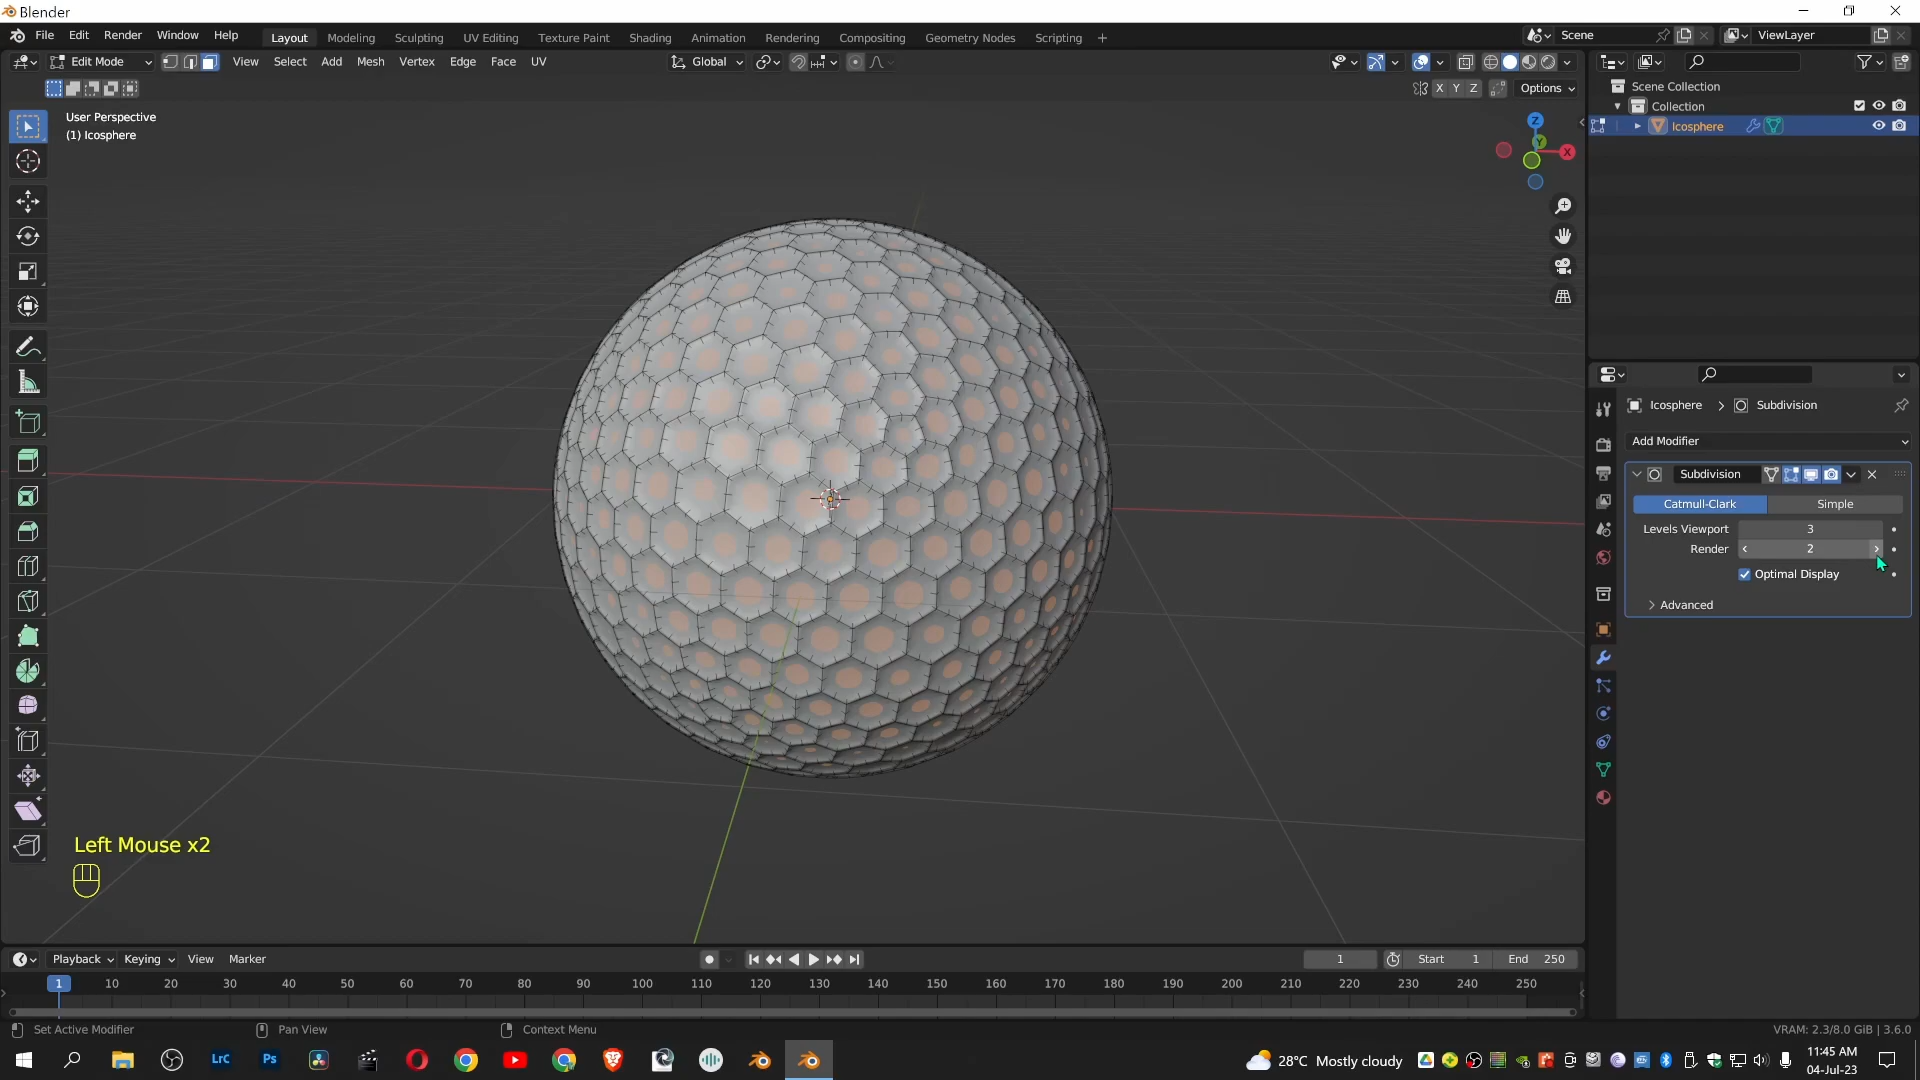 Blender
File Edit Render Window Help Layout Modeling Sculpting UV Editing Texture Paint Shading Animation Rendering Compositing Geometry Nodes Scripting + Scene ViewLayer
Edit Mode View Select Add Mesh Vertex Edge Face UV Global
X Y Z Options
User Perspective
(1) Icosphere
Z
Y
X
Scene Collection
Collection
Icosphere
Icosphere > Subdivision
Add Modifier
Subdivision
Catmull-Clark Simple
Levels Viewport 3
Render 2
Optimal Display
Advanced
Left Mouse x2
Playback Keying View Marker 1 Start 1 End 250
1 10 20 30 40 50 60 70 80 90 100 110 120 130 140 150 160 170 180 190 200 210 220 230 240 250
Set Active Modifier Pan View Context Menu VRAM: 2.3/8.0 GiB | 3.6.0
LrC Ps 28°C Mostly cloudy 11:45 AM
04-Jul-23